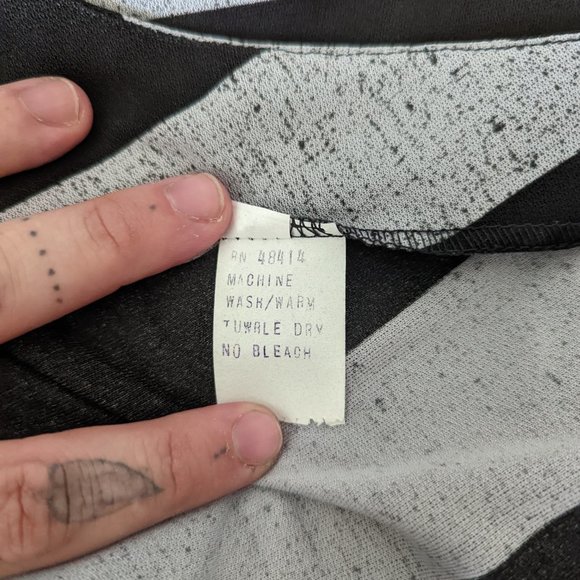 RN 48414
MACHINE
WASH/WARM
TUMBLE DRY
NO BLEACH